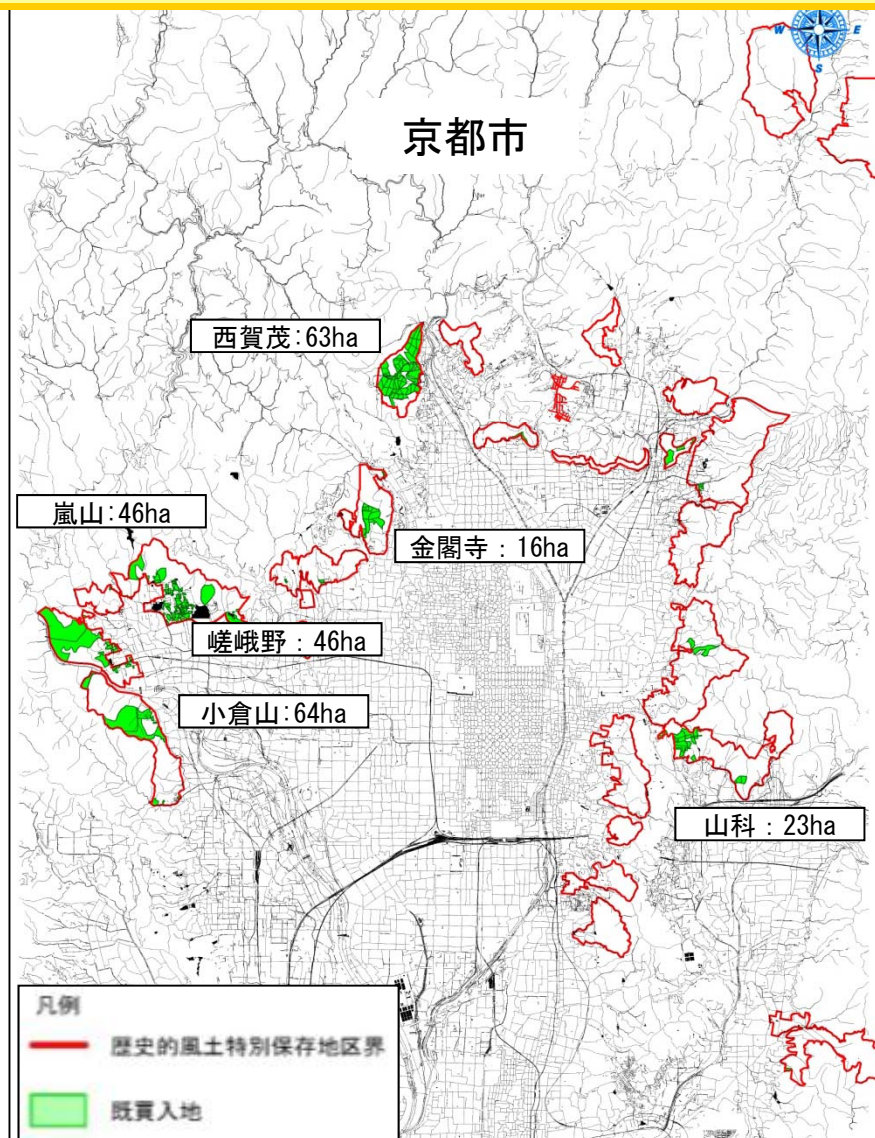 W E
S
京都市
西賀茂:63ha
嵐山:46ha
金閣寺:16ha
嵯峨野:46ha
小倉山:64ha
山科:23ha
凡例
歴史的風土特別保存地区界
既買入地